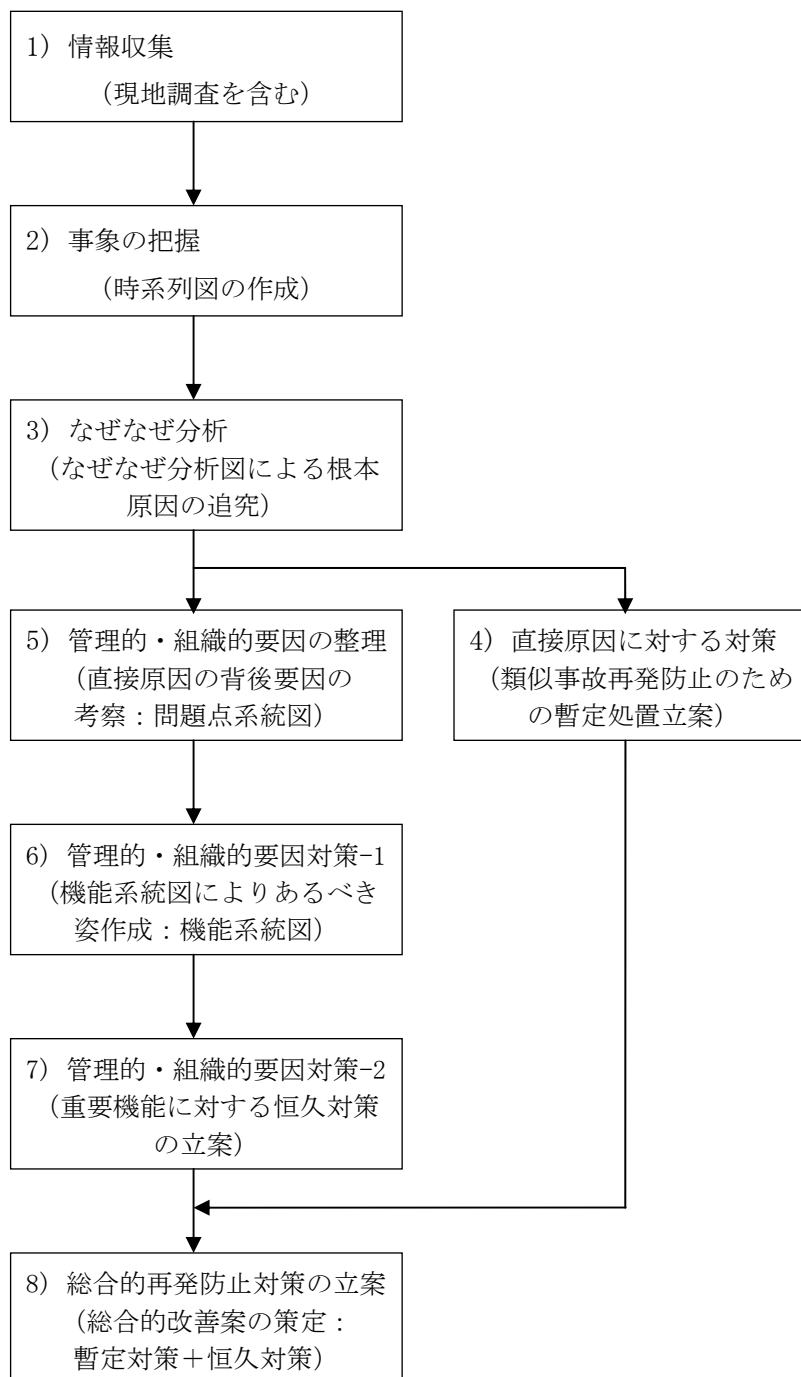 1) 情報収集
（現地調査を含む）
2) 事象の把握
（時系列図の作成）
3) なぜなぜ分析
（なぜなぜ分析図による根本
原因の追究）
5) 管理的・組織的要因の整理
（直接原因の背後要因の
考察：問題点系統図）
4) 直接原因に対する対策
（類似事故再発防止のため
の暫定処置立案）
6) 管理的・組織的要因対策-1
（機能系統図によりあるべき
姿作成：機能系統図）
7) 管理的・組織的要因対策-2
（重要機能に対する恒久対策
の立案）
8) 総合的再発防止対策の立案
（総合的改善案の策定：
暫定対策＋恒久対策）